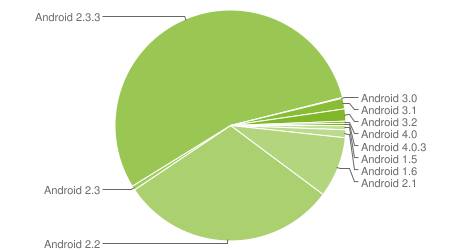 Android 2.3.3
Android 3.0
Android 3.1
Android 3.2
Android 4.0
Android 4.0.3
Android 1.5
Android 1.6
Android 2.1
Android 2.3
Android 2.2